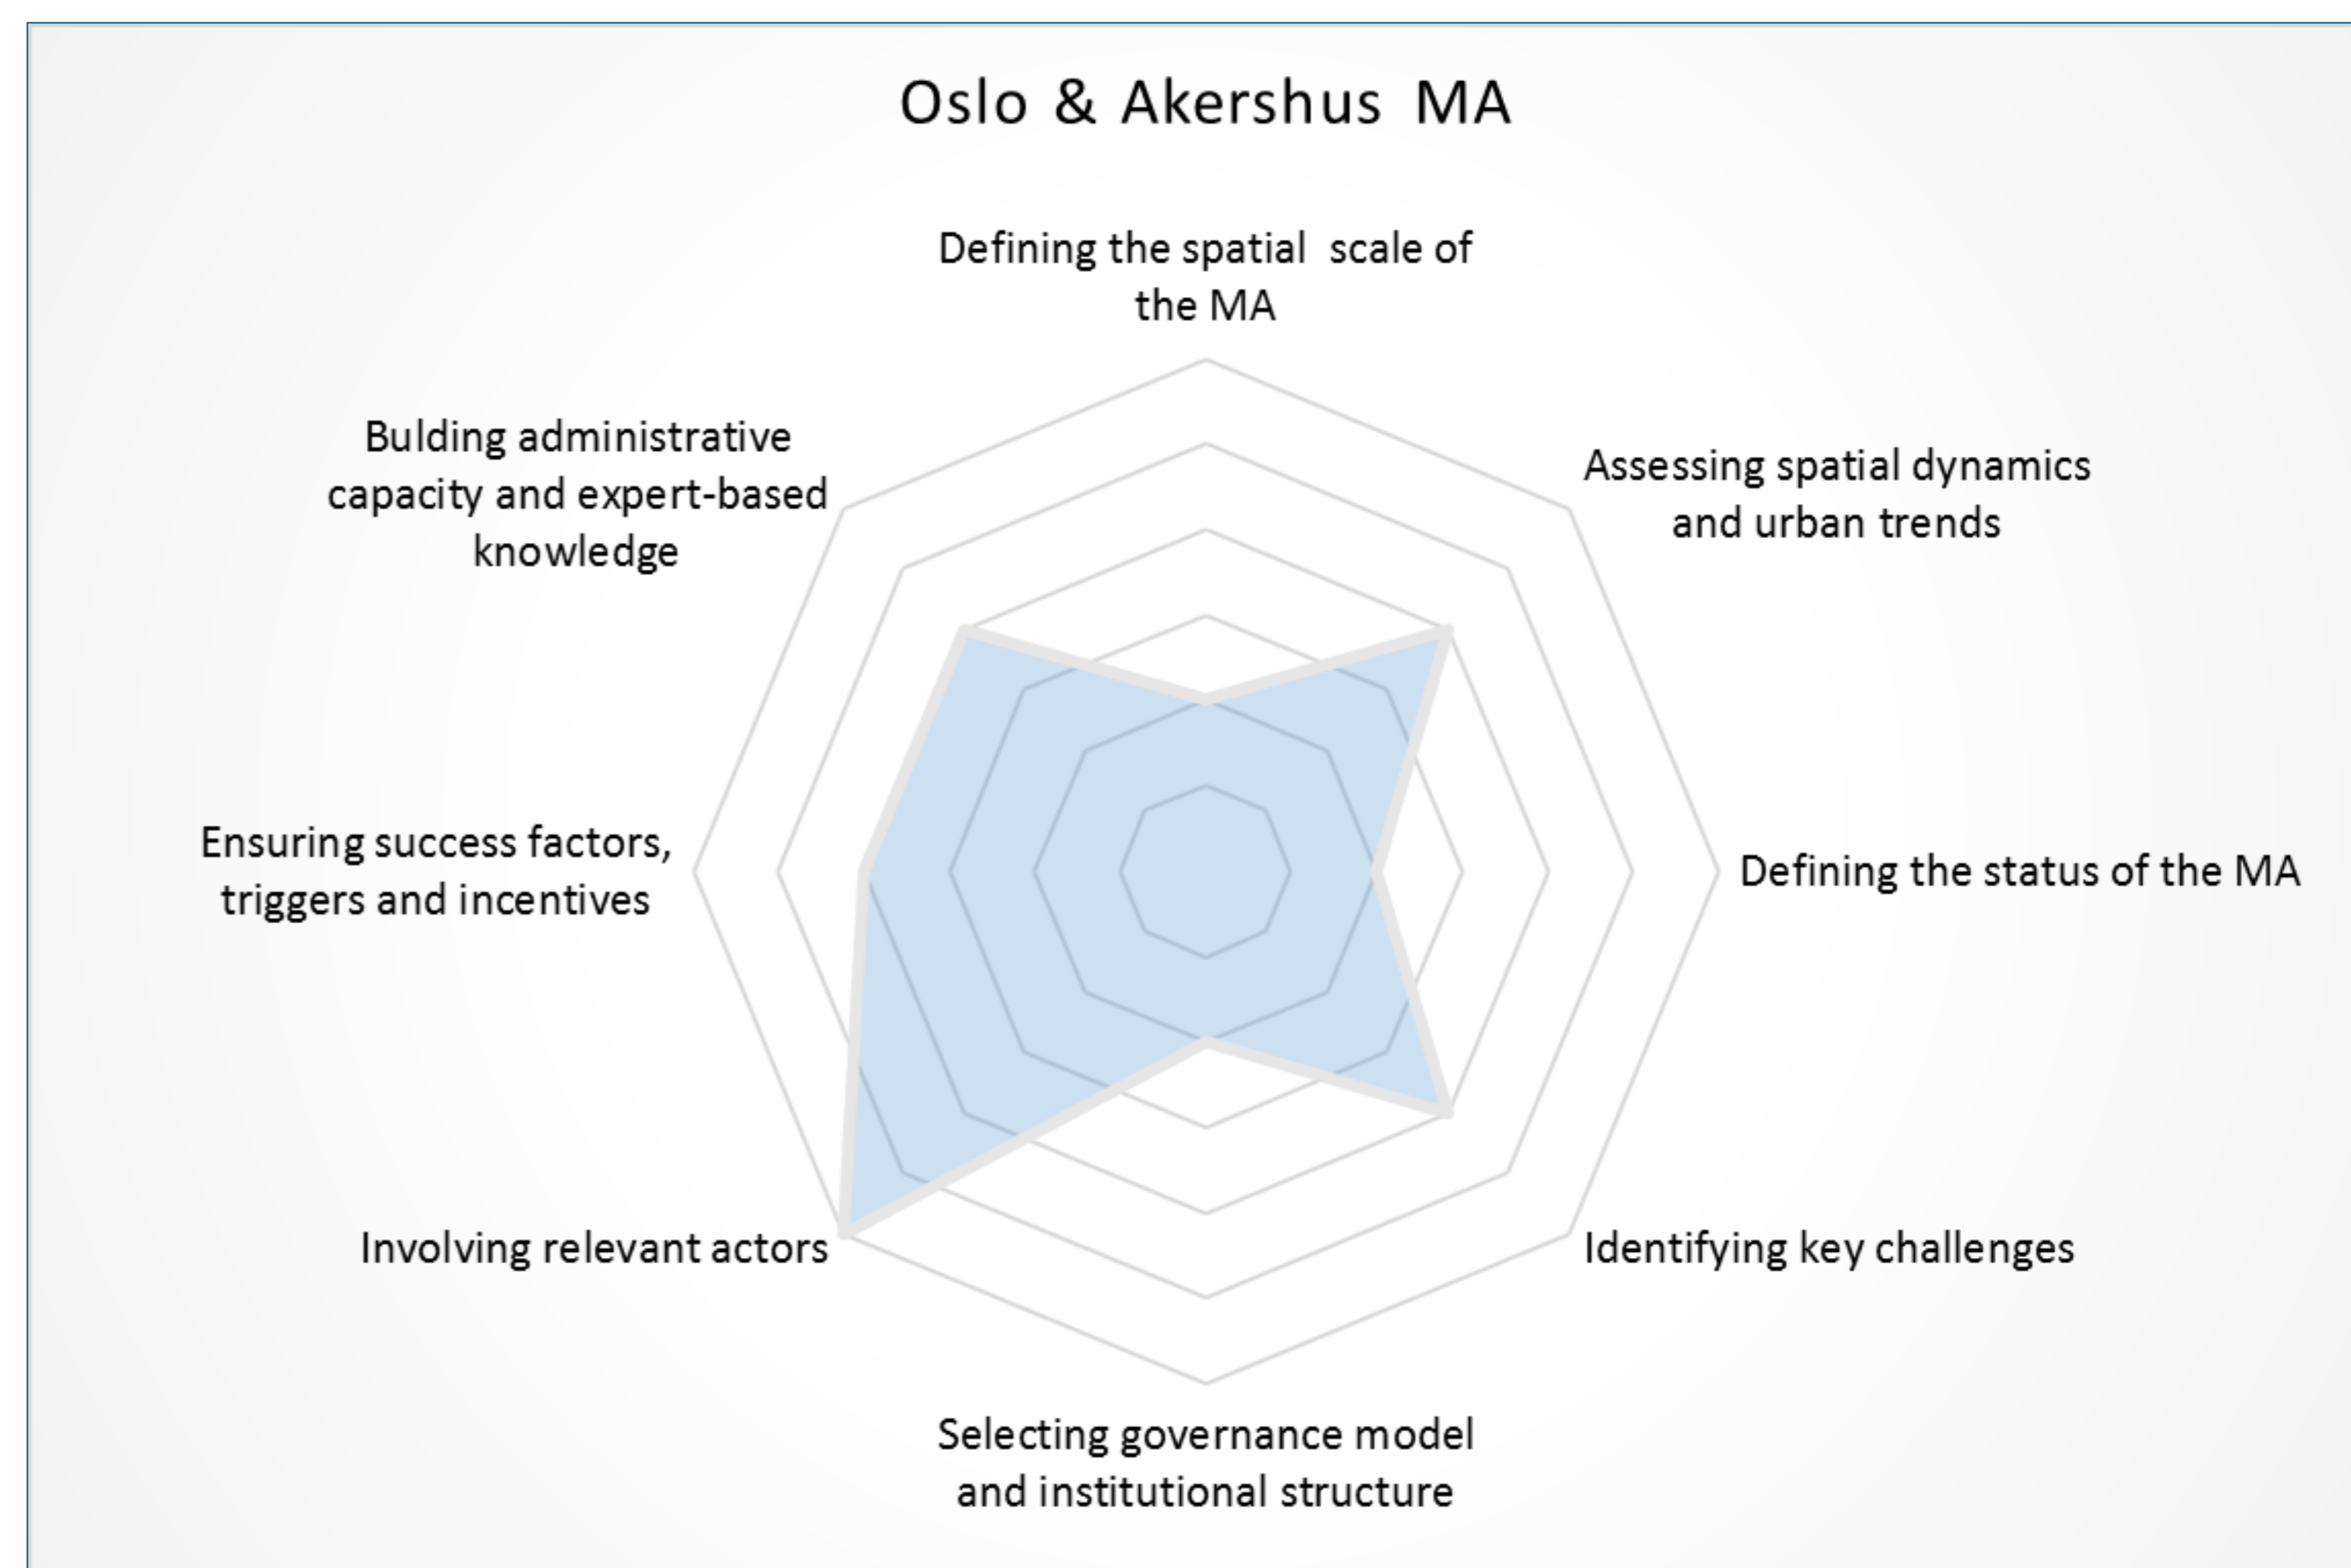 Oslo & Akershus MA
Defining the spatial scale of
the MA
Assessing spatial dynamics
and urban trends
Defining the status of the MA
Identifying key challenges
Selecting governance model
and institutional structure
Involving relevant actors
Ensuring success factors,
triggers and incentives
Bulding administrative
capacity and expert-based
knowledge